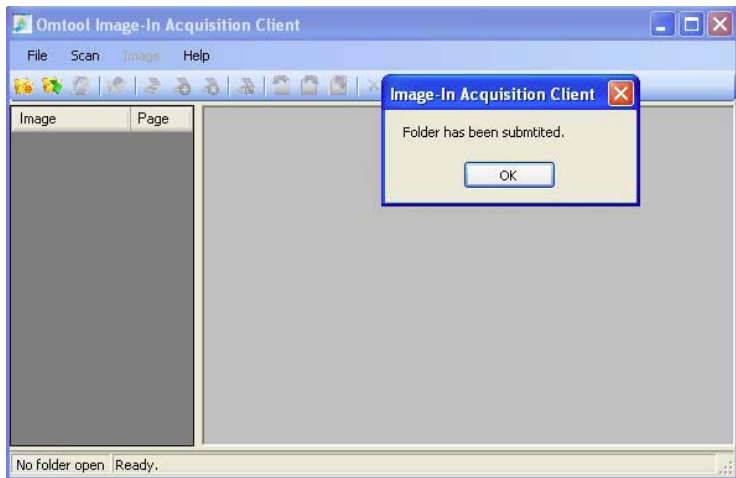 Omtool Image-In Acquisition Client
File Scan Image Help
Image-In Acquisition Client
Image Page
Folder has been submtited.
OK
No folder open Ready.